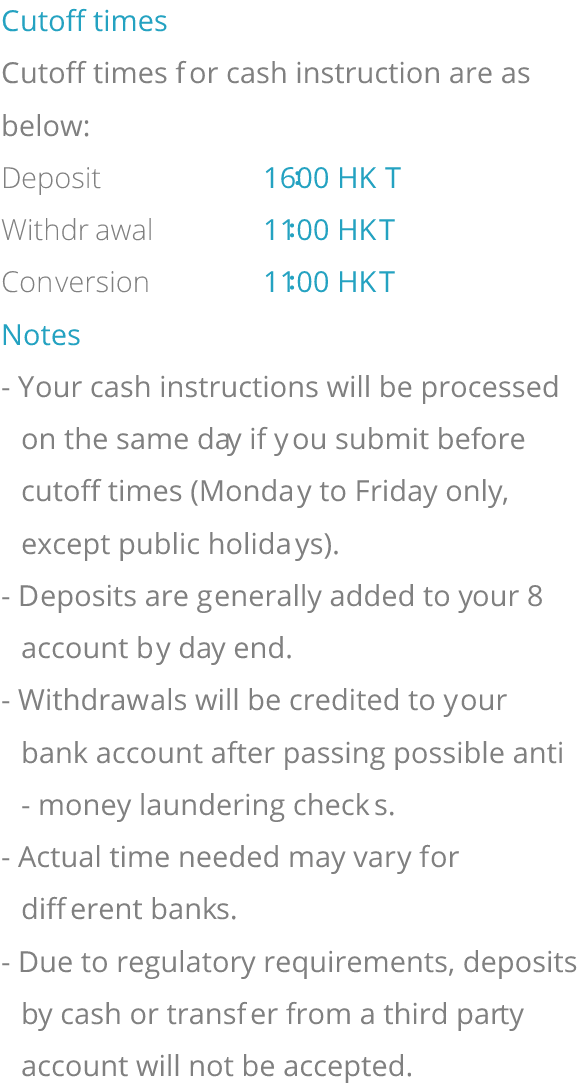 Cutoff times
Cutoff times for cash instruction are as
below:
Deposit 16:00 HKT
Withdrawal 11:00 HKT
Conversion 11:00 HKT
Notes
- Your cash instructions will be processed
on the same day if you submit before
cutoff times (Monday to Friday only,
except public holidays).
- Deposits are generally added to your 8
account by day end.
- Withdrawals will be credited to your
bank account after passing possible anti
- money laundering checks.
- Actual time needed may vary for
different banks.
- Due to regulatory requirements, deposits
by cash or transfer from a third party
account will not be accepted.